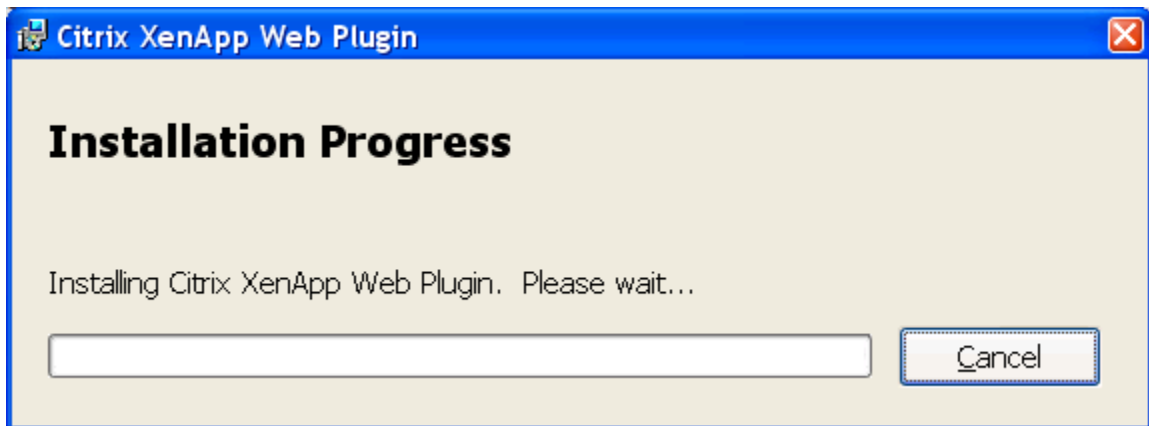 Citrix XenApp Web Plugin
Installation Progress
Installing Citrix XenApp Web Plugin.  Please wait...
Cancel